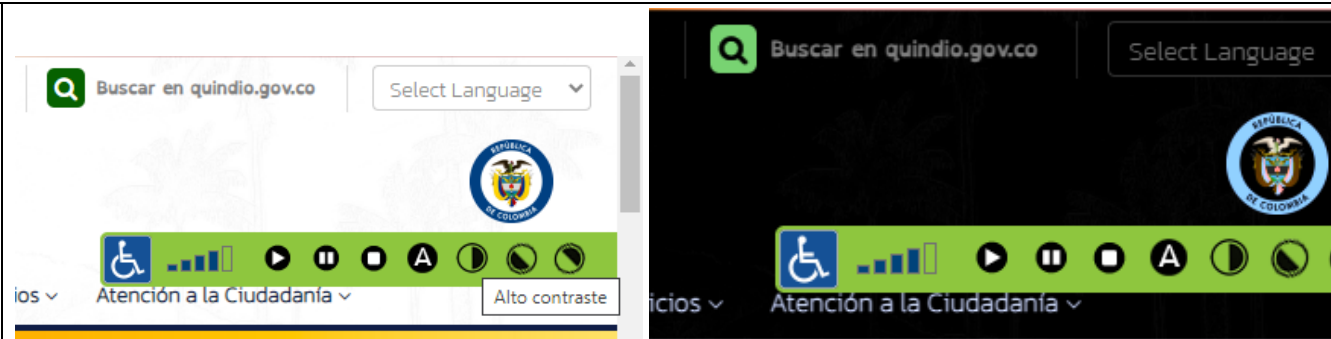 Buscar en quindio.gov.co
Select Language
REPÚBLICA
DE COLOMBIA
A
ios
Atención a la Ciudadanía
Alto contraste
Buscar en quindio.gov.co
Select Language
REPÚBLICA
DE COLOMBIA
A
icios
Atención a la Ciudadanía